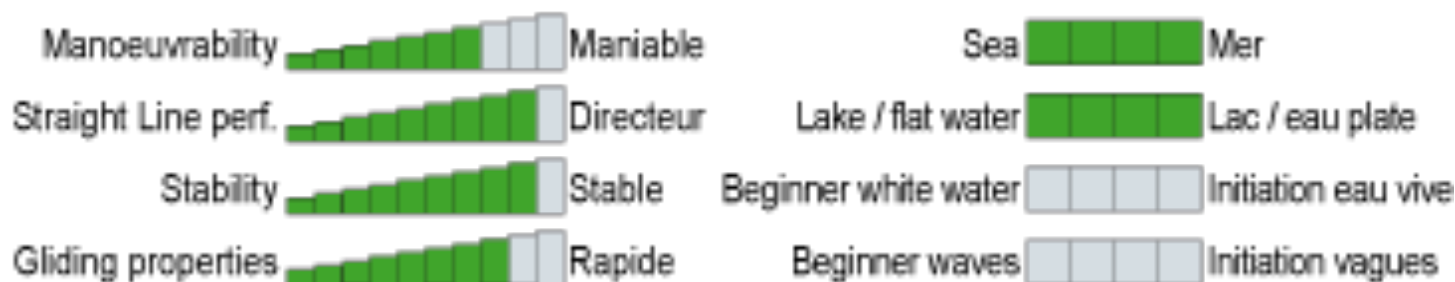 Manoeuvrability Maniable Sea Mer
Straight Line perf. Directeur Lake / flat water Lac / eau plate
Stability Stable Beginner white water Initiation eau vive
Gliding properties Rapide Beginner waves Initiation vagues